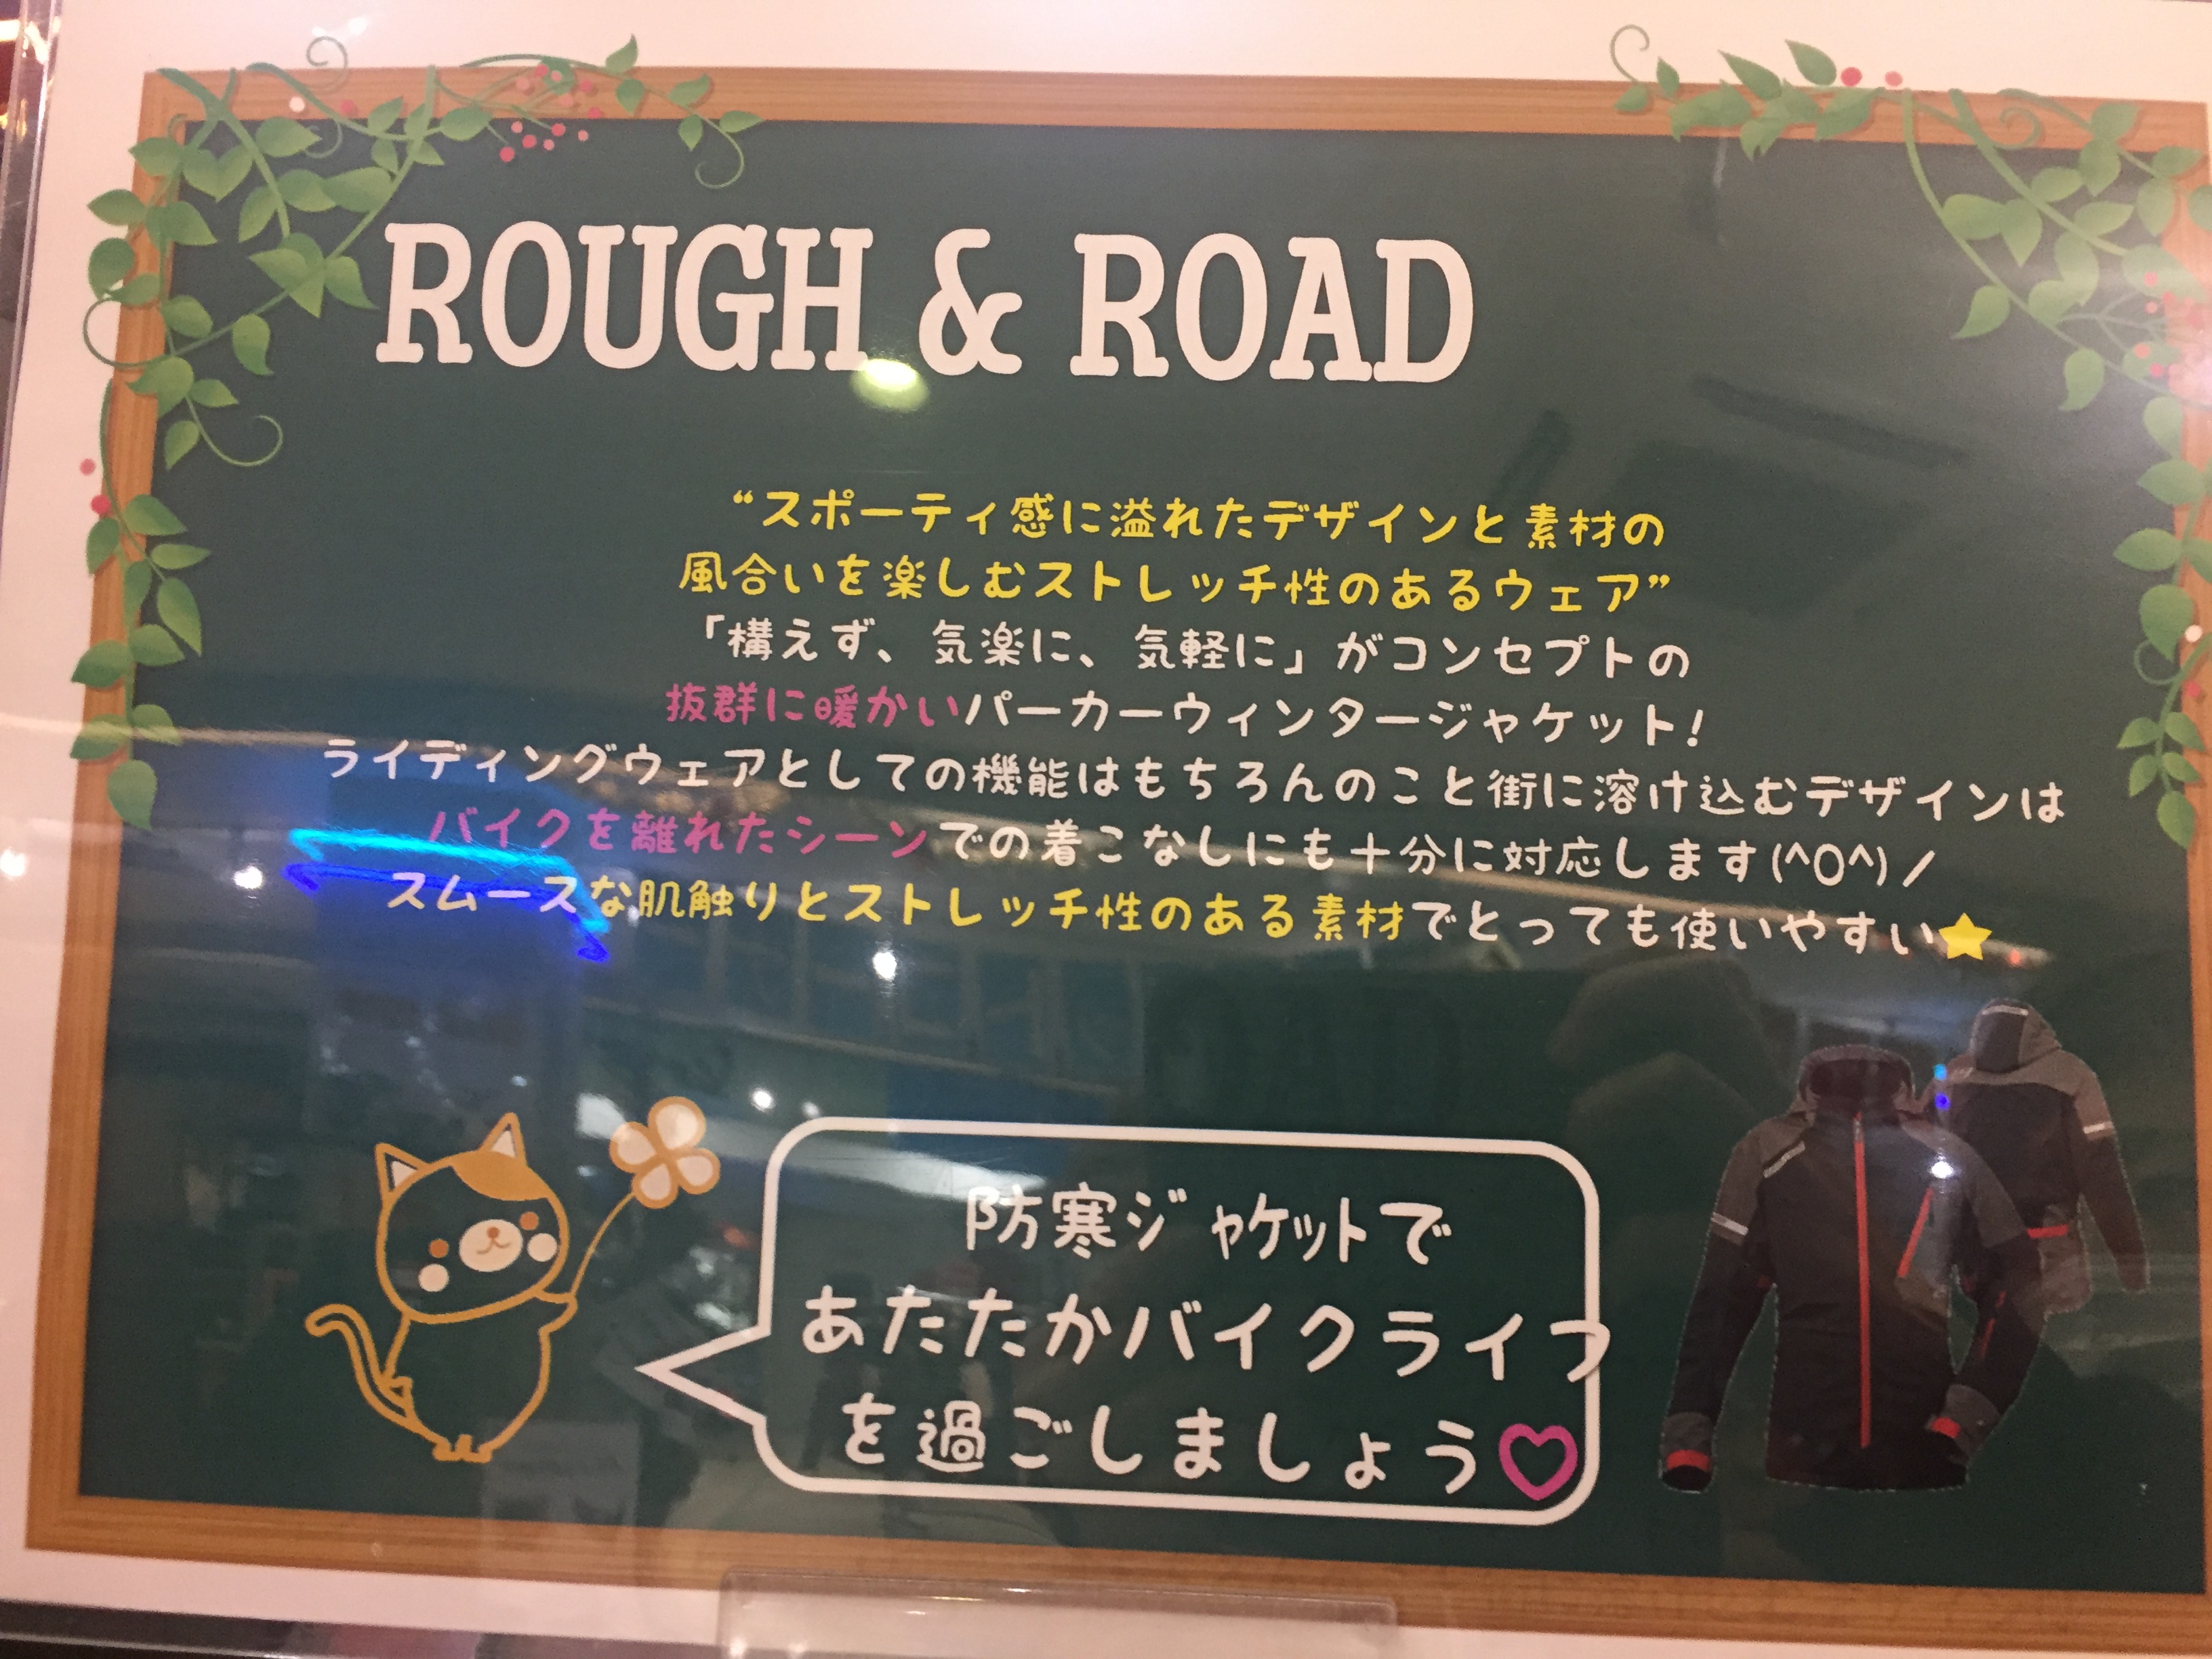 ROUGH & ROAD
“スポーティ感に溢れたデザインと素材の
風合いを楽しむストレッチ性のあるウェア”
「構えず、気楽に、気軽に」がコンセプトの
抜群に暖かいパーカーウィンタージャケット!
ライディングウェアとしての機能はもちろんのこと街に溶け込むデザインは
バイクを離れたシーンでの着こなしにも十分に対応します(^O^)／
スムースな肌触りとストレッチ性のある素材でとっても使いやすい★
防寒ｼﾞｬｹｯﾄで
あたたかバイクライフ
を過ごしましょう♡